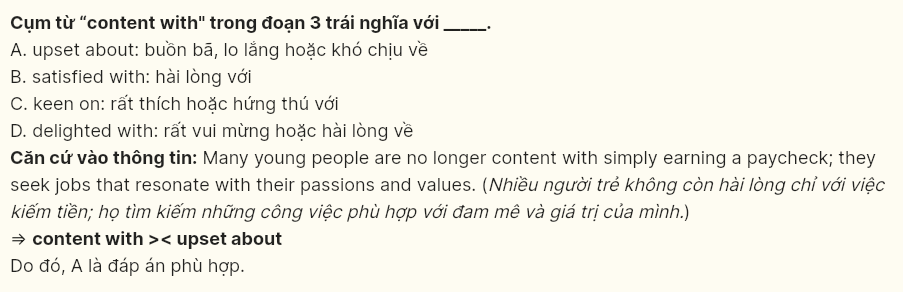 Cụm từ “content with" trong đoạn 3 trái nghĩa với _____.
A. upset about: buồn bã, lo lắng hoặc khó chịu về
B. satisfied with: hài lòng với
C. keen on: rất thích hoặc hứng thú với
D. delighted with: rất vui mừng hoặc hài lòng về
Căn cứ vào thông tin: Many young people are no longer content with simply earning a paycheck; they
seek jobs that resonate with their passions and values. (Nhiều người trẻ không còn hài lòng chỉ với việc
kiếm tiền; họ tìm kiếm những công việc phù hợp với đam mê và giá trị của mình.)
⇒ content with >< upset about
Do đó, A là đáp án phù hợp.